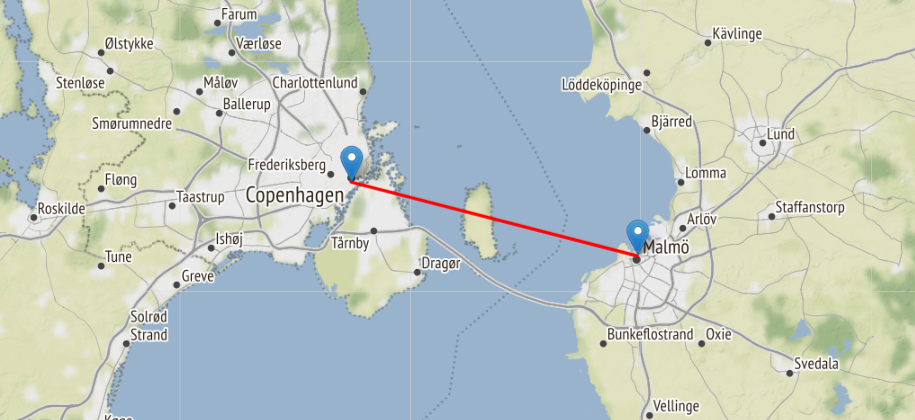 Farum
Kävlinge
Ølstykke
Værløse
Stenløse
Måløv
Charlottenlund
Löddeköpinge
Ballerup
Smørumnedre
Bjärred
Lund
Frederiksberg
Lomma
Fløng
Taastrup
Copenhagen
Roskilde
Staffanstorp
Arlöv
Ishøj
Tårnby
Malmö
Tune
Dragør
Greve
Solrød
Strand
Bunkeflostrand
Oxie
Svedala
Vellinge